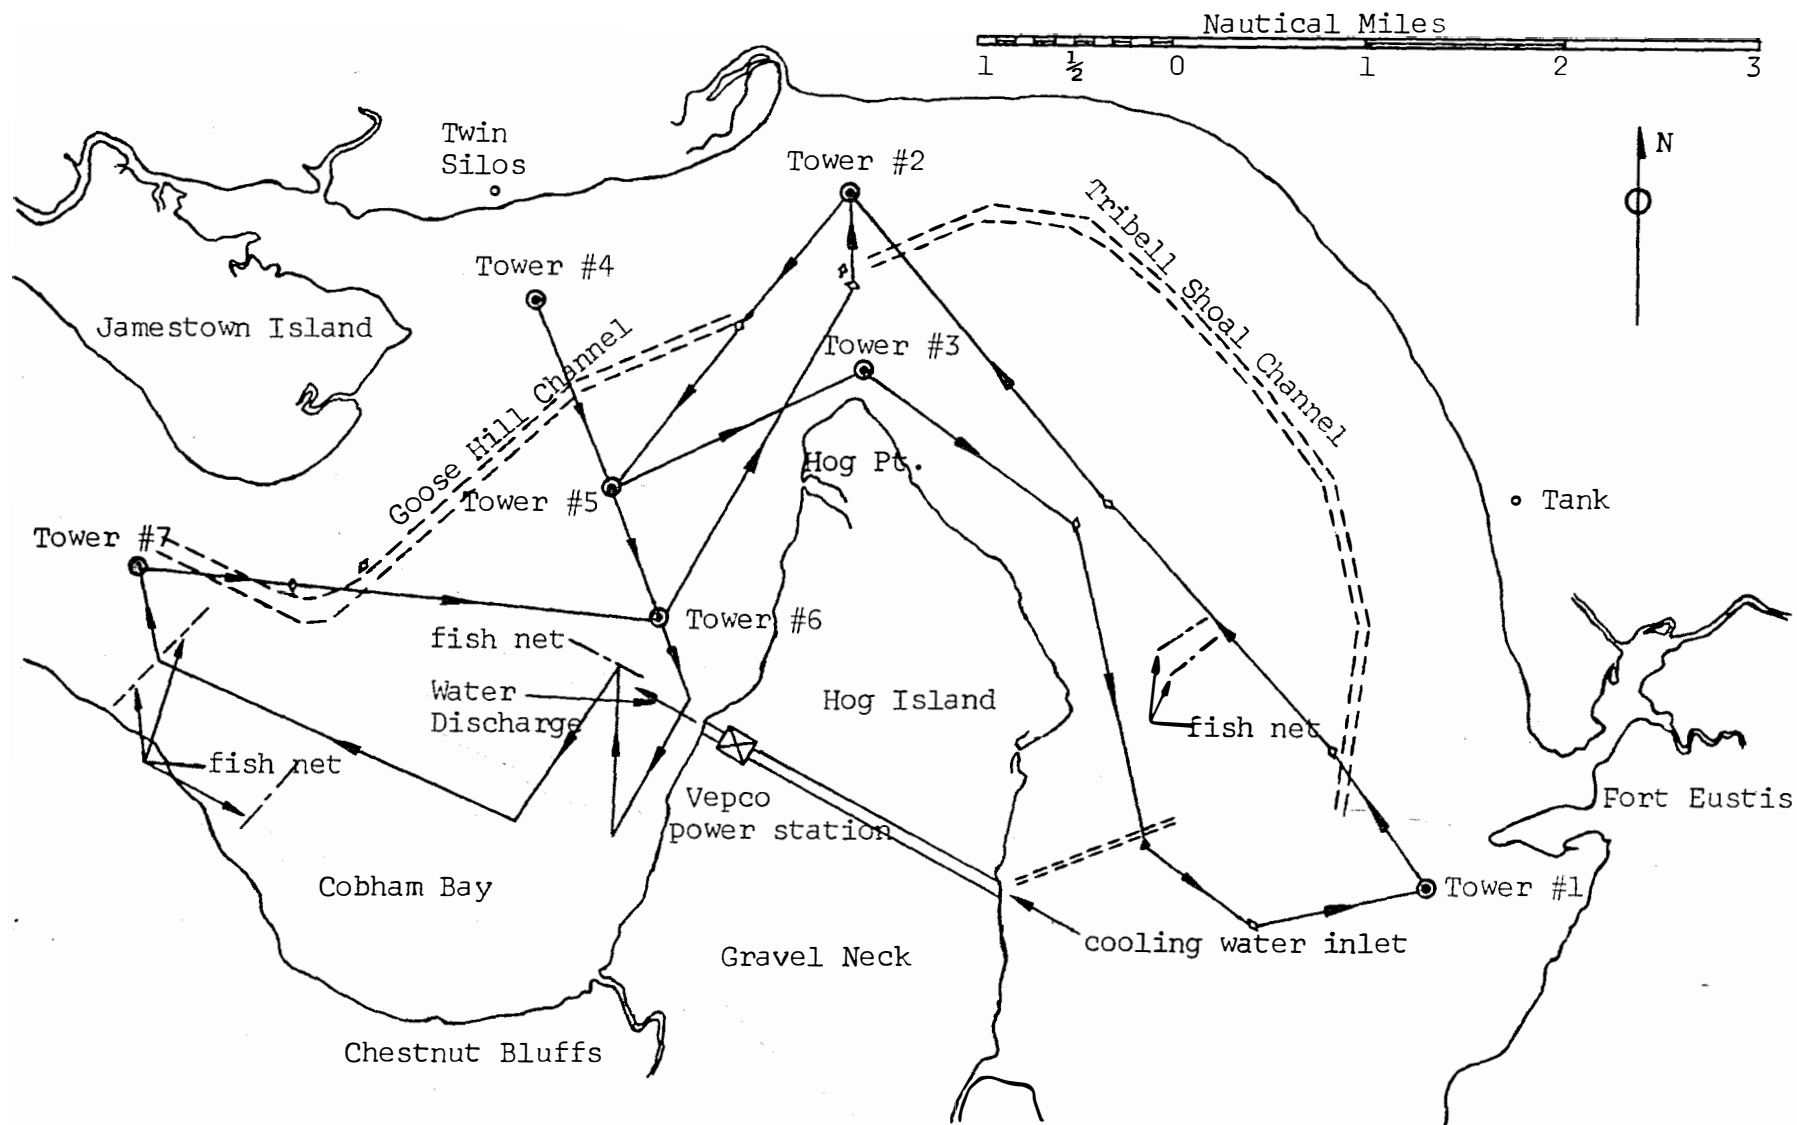 Nautical Miles
1 ½ 0 1 2 3
Twin
Silos
Tower #2
N
Tribell Shoal Channel
Tower #4
Jamestown Island
Tower #3
Goose Hill Channel
Hog Pt.
Tower #5
Tank
Tower #7
Tower #6
fish net
Water
Discharge
Hog Island
fish net
fish net
Vepco
power station
Fort Eustis
Cobham Bay
Tower #1
cooling water inlet
Gravel Neck
Chestnut Bluffs